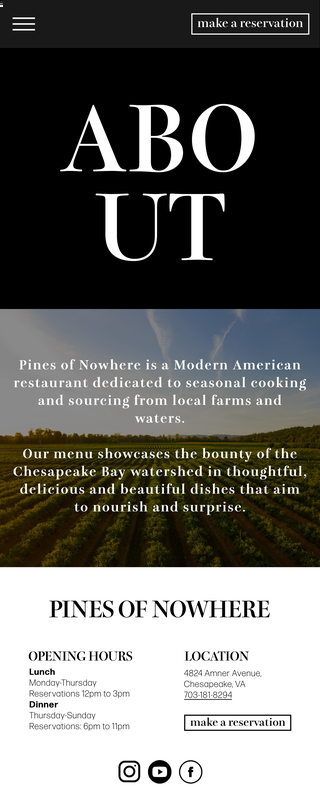 make a reservation
ABO
UT
Pines of Nowhere is a Modern American
restaurant dedicated to seasonal cooking
and sourcing from local farms and
waters.
Our menu showcases the bounty of the
Chesapeake Bay watershed in thoughtful,
delicious and beautiful dishes that aim
to nourish and surprise.
PINES OF NOWHERE
OPENING HOURS
Lunch
Monday-Thursday
Reservations 12pm to 3pm
Dinner
Thursday-Sunday
Reservations: 6pm to 11pm
LOCATION
4824 Amner Avenue,
Chesapeake, VA
703-181-8294
make a reservation